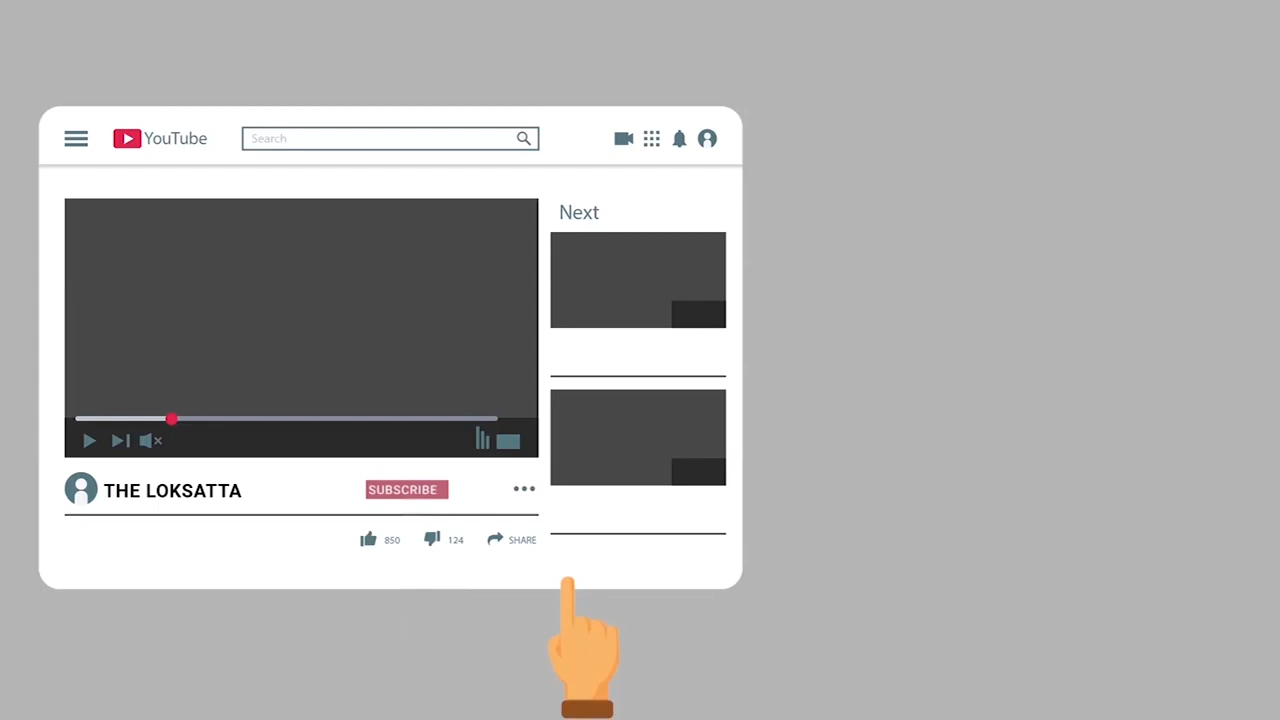 YouTube
Search
Next
THE LOKSATTA
SUBSCRIBE
850
124
SHARE